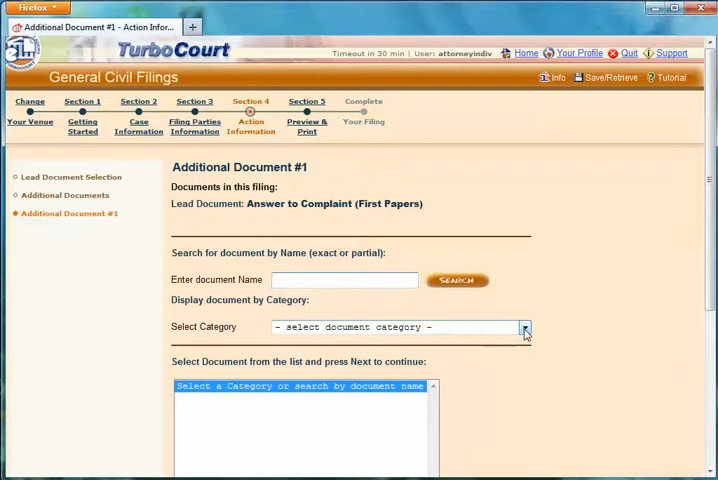 Firefox
Additional Document #1 - Action Infor...
TurboCourt
Timeout in 30 min | User: attorneyindiv
Home
Your Profile
Quit
Support
General Civil Filings
Info
Save/Retrieve
Tutorial
Change
Your Venue
Section 1
Getting
Started
Section 2
Case
Information
Section 3
Filing Parties
Information
Section 4
Action
Information
Section 5
Preview &
Print
Complete
Your Filing
Lead Document Selection
Additional Documents
Additional Document #1
Additional Document #1
Documents in this filing:
Lead Document: Answer to Complaint (First Papers)
Search for document by Name (exact or partial):
Enter document Name
SEARCH
Display document by Category:
Select Category
- select document category -
Select Document from the list and press Next to continue:
Select a Category or search by document name